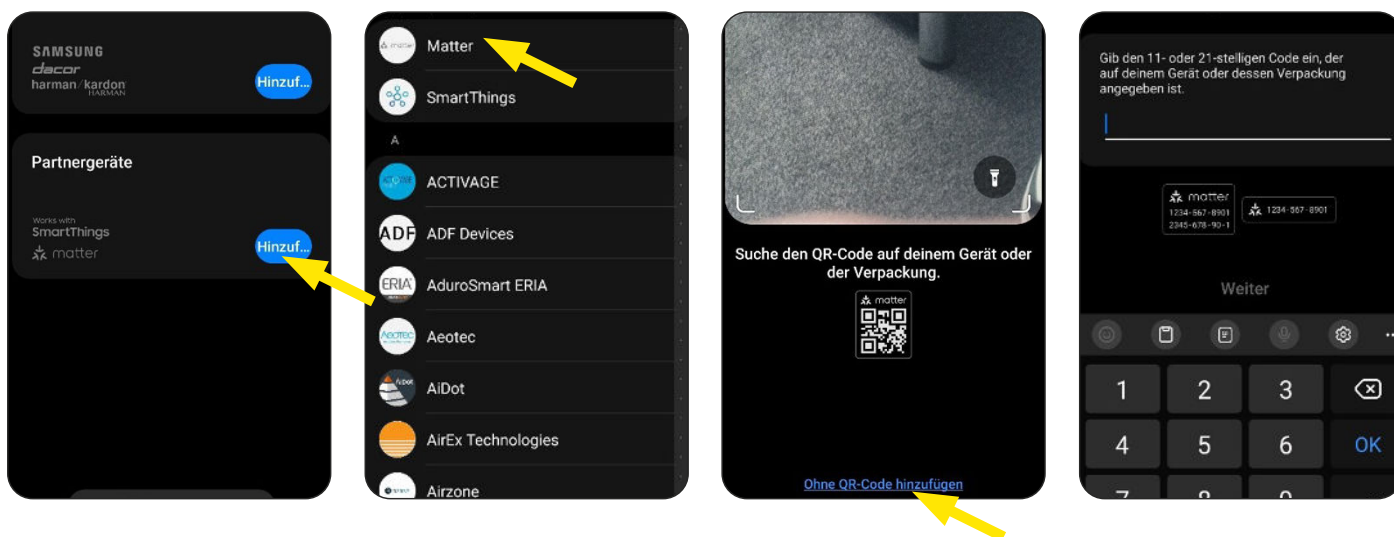 SAMSUNG
dacor
harman/kardon
HARMAN
Hinzuf...
Partnergeräte
Works with
SmartThings
matter
Hinzuf...
matter
Matter
SmartThings
A
ACTIVAGE
ADF
ADF Devices
ERIA
AduroSmart ERIA
Aeotec
Aeotec
AiDot
AiDot
AirEx Technologies
Airzone
Suche den QR-Code auf deinem Gerät oder
der Verpackung.
matter
Ohne QR-Code hinzufügen
Gib den 11- oder 21-stelligen Code ein, der
auf deinem Gerät oder dessen Verpackung
angegeben ist.
matter
1234-567-8901
2345-678-90-1
1234-567-8901
Weiter
1 2 3
4 5 6 OK